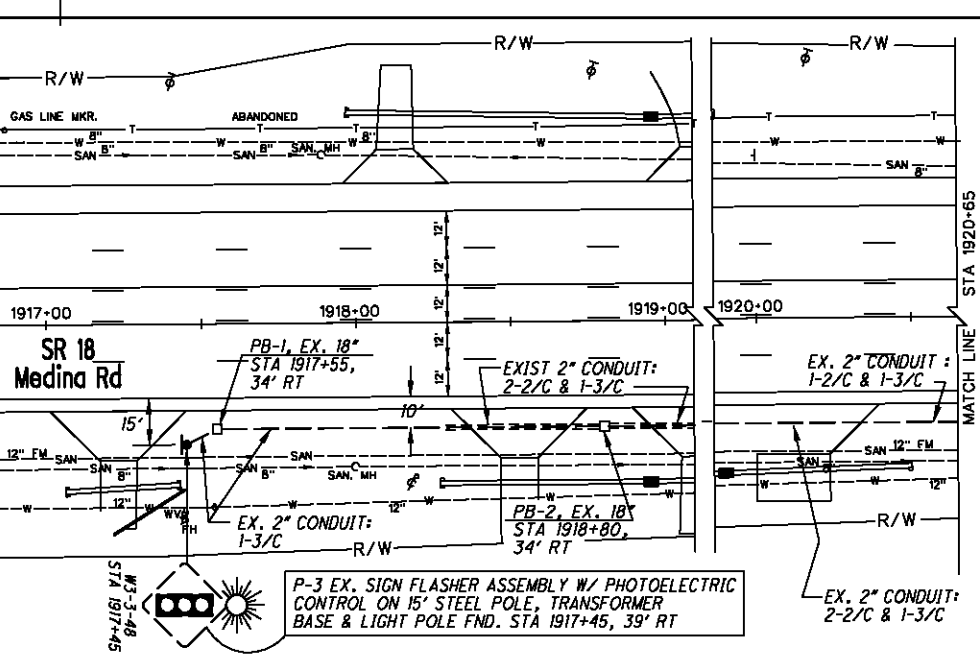 R/W
R/W
R/W
GAS LINE MKR.
ABANDONED
T
T
T
T
T
T
8"
W
W
8"
W
8"
W
W
W
W
SAN
SAN
8"
SAN. MH
SAN
8"
12'
12'
12'
12'
12'
1917+00
1918+00
1919+00
1920+00
MATCH LINE STA 1920+65
SR 18
Medina Rd
PB-1, EX. 18"
STA 1917+55,
34' RT
EXIST 2" CONDUIT:
2-2/C & 1-3/C
EX. 2" CONDUIT :
1-2/C & 1-3/C
15'
10'
12" FM
SAN
SAN
8"
SAN
8"
SAN
SAN. MH
SAN
SAN
SAN
SAN
12" FM
W
12"
W
WV
FH
W
12"
W
W
W
W
12"
EX. 2" CONDUIT:
1-3/C
PB-2, EX. 18"
STA 1918+80,
34' RT
R/W
R/W
W3-3-48
STA 1917+45
P-3 EX. SIGN FLASHER ASSEMBLY W/ PHOTOELECTRIC
CONTROL ON 15' STEEL POLE, TRANSFORMER
BASE & LIGHT POLE FND. STA 1917+45, 39' RT
EX. 2" CONDUIT:
2-2/C & 1-3/C